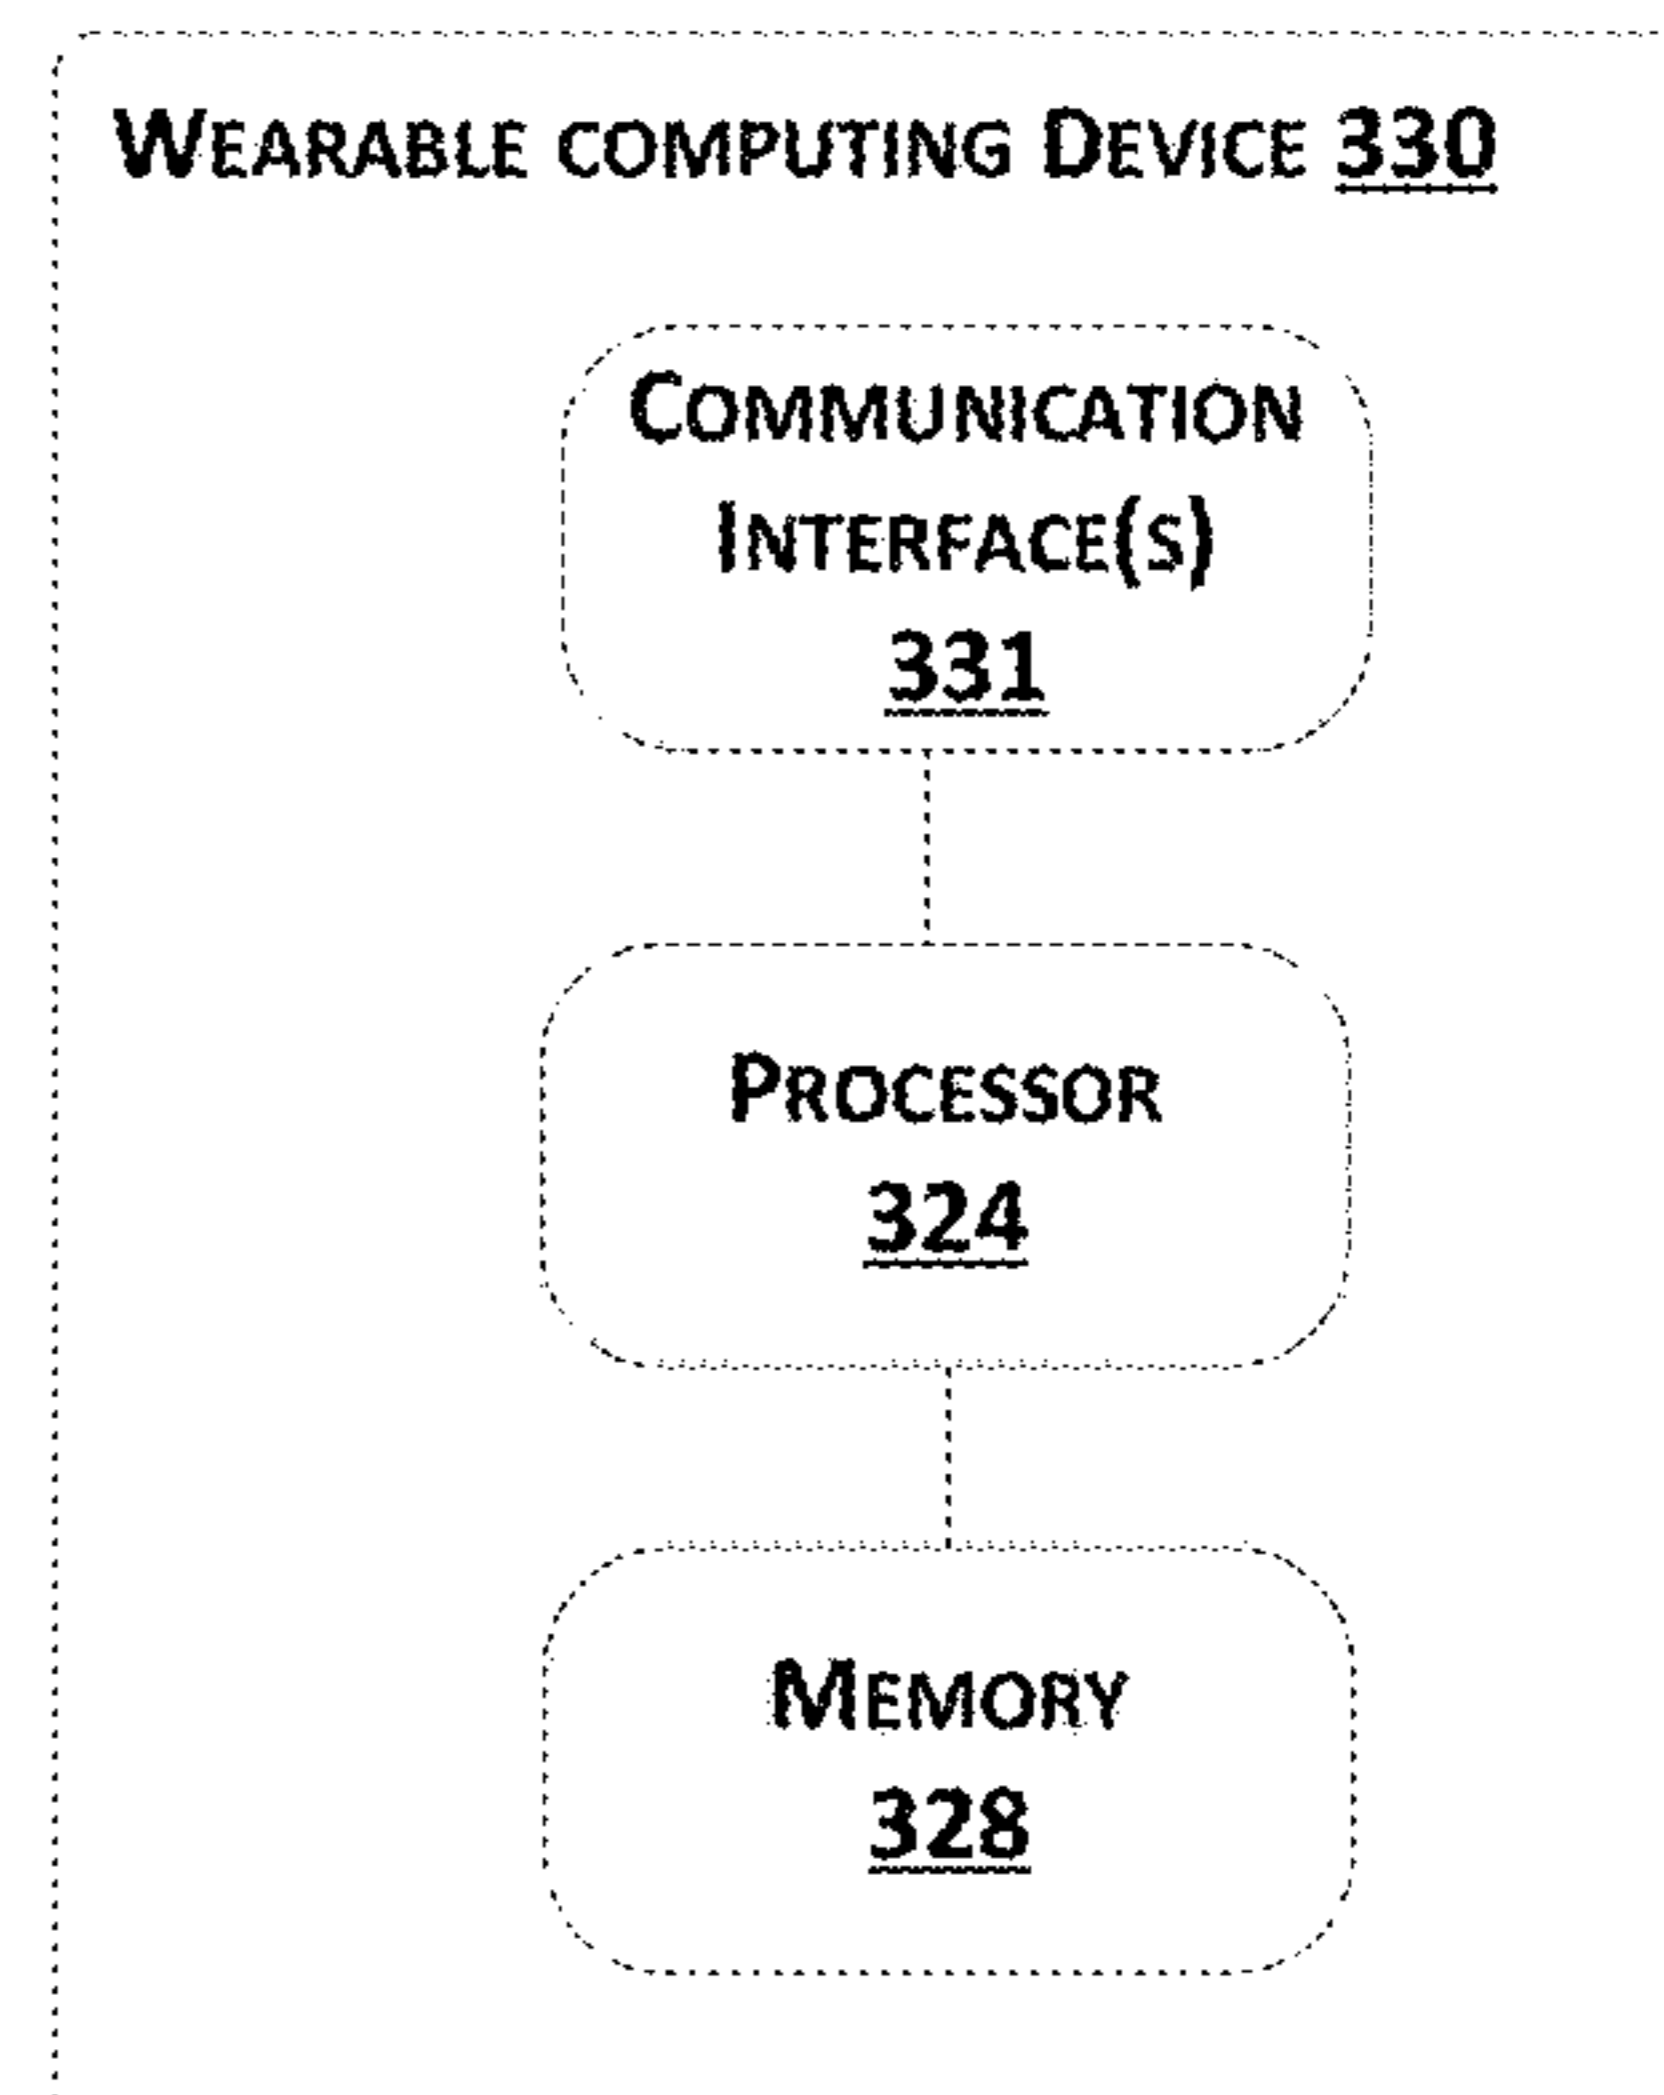 Wearable computing Device 330
Communication
Interface(s)
331
Processor
324
Memory
328